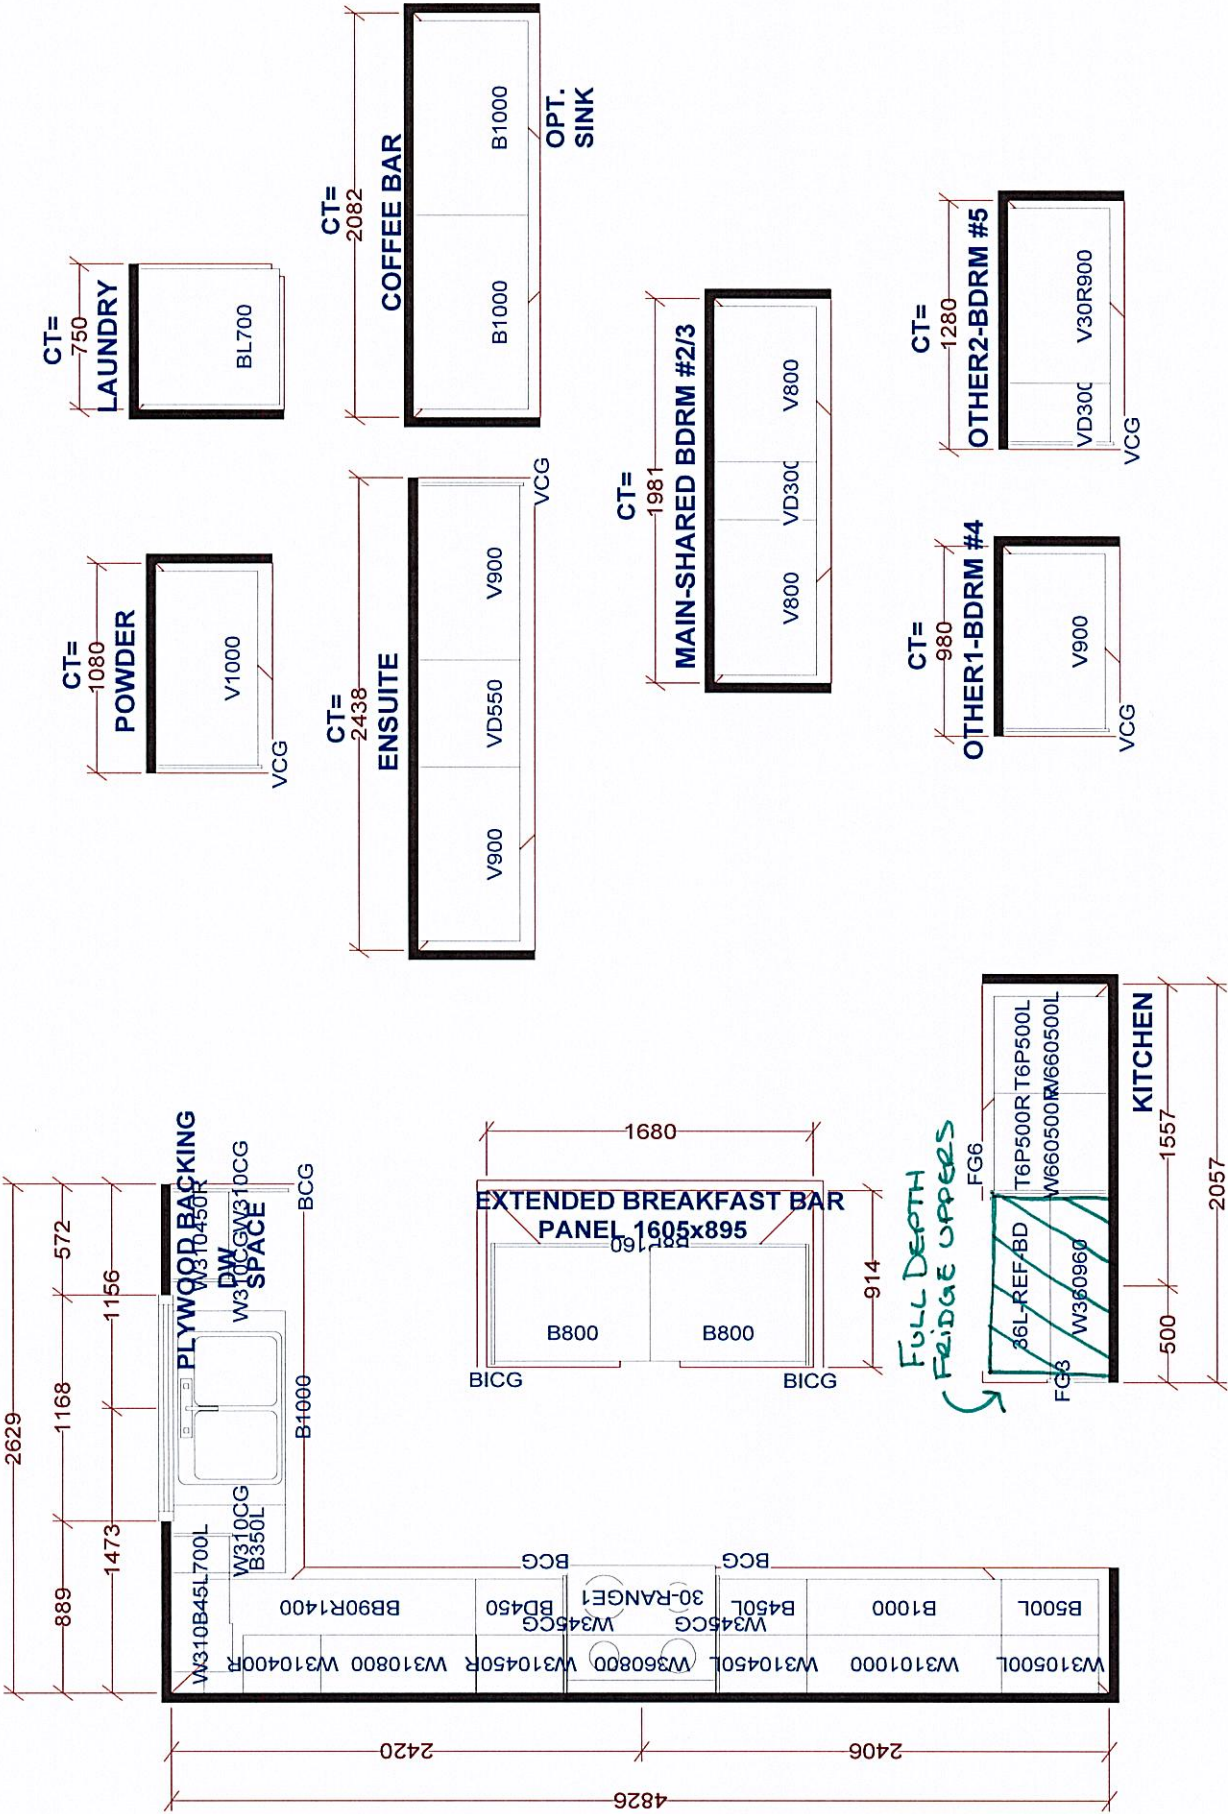 CT=
750
LAUNDRY
BL700
CT=
2082
COFFEE BAR
B1000
B1000
OPT.
SINK
CT=
1080
POWDER
V1000
VCG
CT=
2438
ENSUITE
V900
VD550
V900
VCG
CT=
1981
MAIN-SHARED BDRM #2/3
V800
VD300
V800
CT=
980
OTHER1-BDRM #4
V900
VCG
CT=
1280
OTHER2-BDRM #5
VD300
V30R900
VCG
2629
889
1168
572
1473
1156
PLYWOOD BACKING
W310450R
DW
SPACE
W310CG
W310CG
BCG
B1000
W310B45L700L
W310CG
B350L
BB90R1400
W310400R
W310800
BD450
W310450R
BCG
W345CG
30-RANGE1
W360800
BCG
W345CG
B450L
W310450L
B1000
W3101000
B500L
W310500L
2420
2406
4826
1680
EXTENDED BREAKFAST BAR
PANEL 1605x895
B800
B800
BICG
BICG
914
FULL DEPTH
FRIDGE UPPERS
FG6
T6P500R
T6P500L
W660500R
W660500L
36L-REF-BD
W360960
FG3
KITCHEN
500
1557
2057